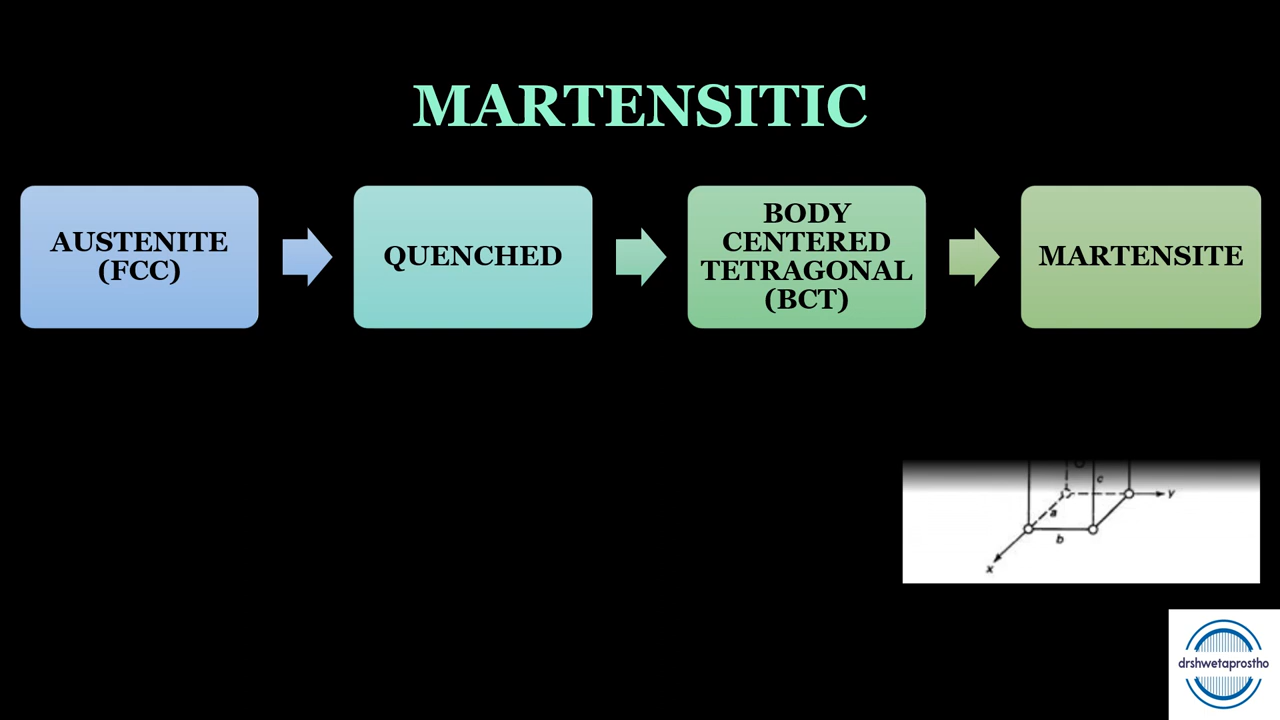 MARTENSITIC
AUSTENITE
(FCC)
QUENCHED
BODY
CENTERED
TETRAGONAL
(BCT)
MARTENSITE
c
y
a
b
x
drshwetaprostho